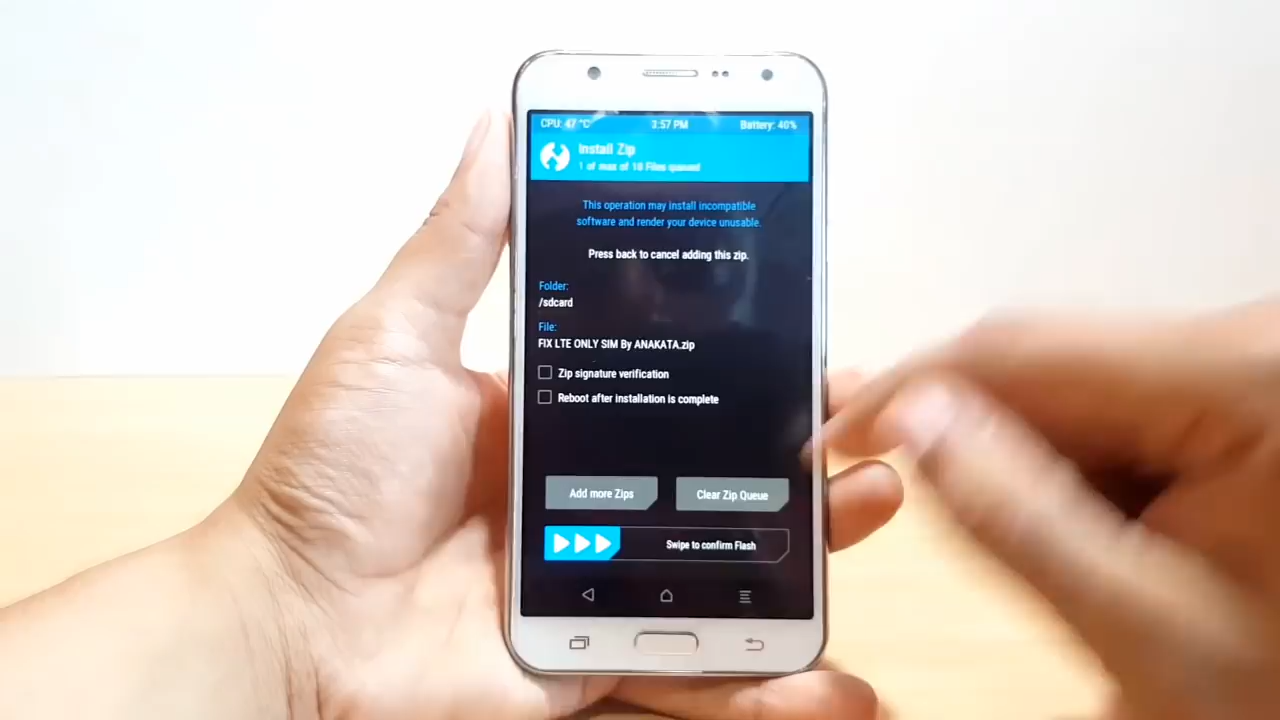 CPU: 47 °C 3:57 PM Battery: 40%
Install Zip
1 of max of 10 Files queued
This operation may install incompatible
software and render your device unusable.
Press back to cancel adding this zip.
Folder:
/sdcard
File:
FIX LTE ONLY SIM By ANAKATA.zip
Zip signature verification
Reboot after installation is complete
Add more Zips Clear Zip Queue
Swipe to confirm Flash